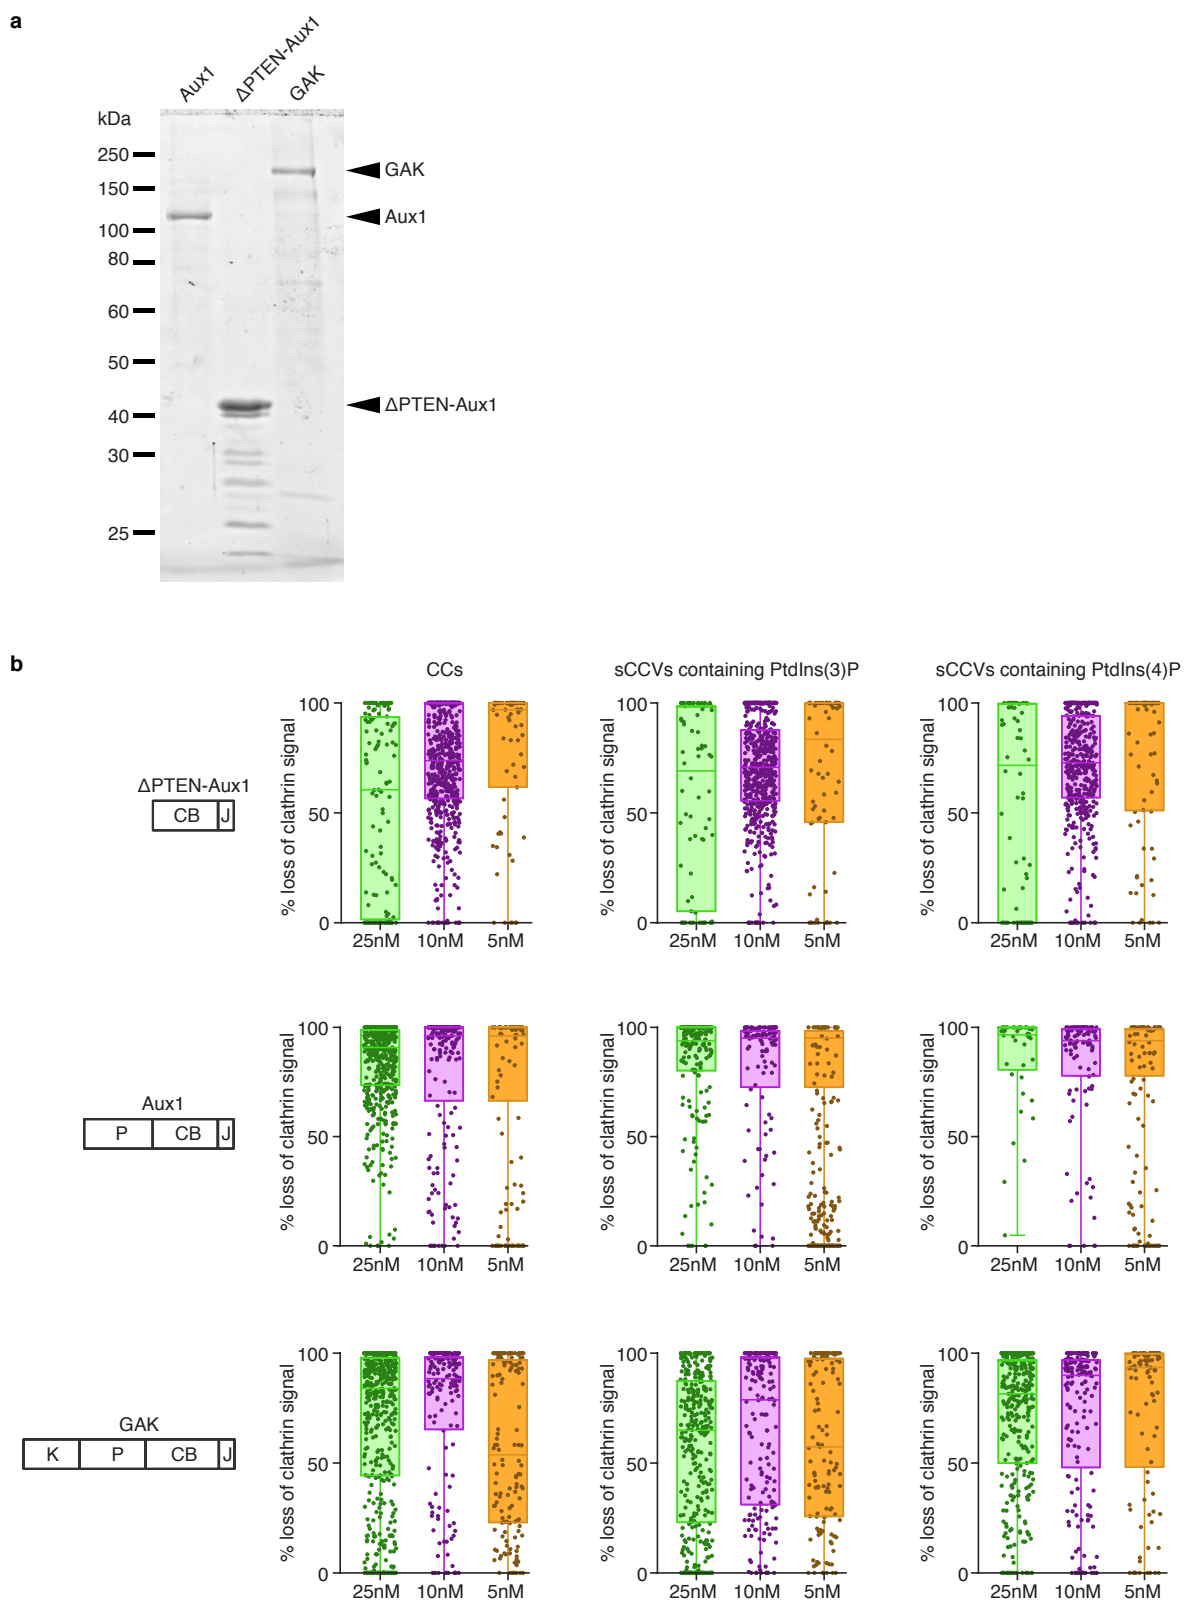 a
Aux1
ΔPTEN-Aux1
GAK
kDa
250
150
100
80
60
50
40
30
25
GAK
Aux1
ΔPTEN-Aux1
b
CCs
sCCVs containing PtdIns(3)P
sCCVs containing PtdIns(4)P
ΔPTEN-Aux1
CB J
% loss of clathrin signal
100
50
0
25nM 10nM 5nM
% loss of clathrin signal
100
50
0
25nM 10nM 5nM
% loss of clathrin signal
100
50
0
25nM 10nM 5nM
Aux1
P CB J
% loss of clathrin signal
100
50
0
25nM 10nM 5nM
% loss of clathrin signal
100
50
0
25nM 10nM 5nM
% loss of clathrin signal
100
50
0
25nM 10nM 5nM
GAK
K P CB J
% loss of clathrin signal
100
50
0
25nM 10nM 5nM
% loss of clathrin signal
100
50
0
25nM 10nM 5nM
% loss of clathrin signal
100
50
0
25nM 10nM 5nM